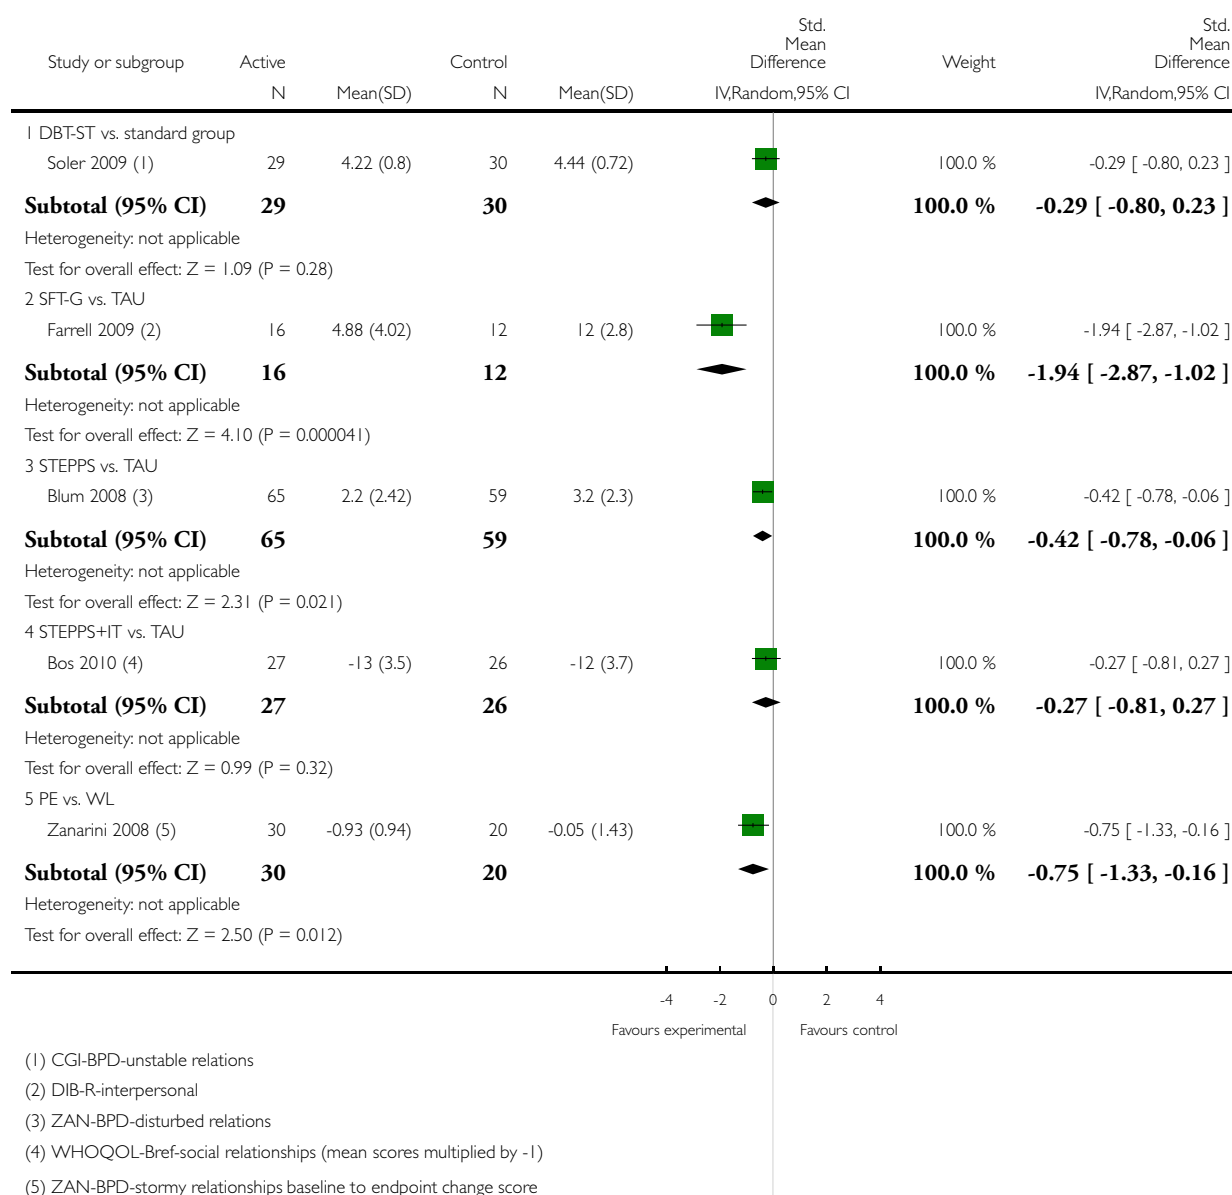 Study or subgroup Active Control Std. Mean Difference Weight Std. Mean Difference
N Mean(SD) N Mean(SD) IV,Random,95% CI IV,Random,95% CI
1 DBT-ST vs. standard group
Soler 2009 (1) 29 4.22 (0.8) 30 4.44 (0.72) 100.0 % -0.29 [ -0.80, 0.23 ]
Subtotal (95% CI) 29 30 100.0 % -0.29 [ -0.80, 0.23 ]
Heterogeneity: not applicable
Test for overall effect: Z = 1.09 (P = 0.28)
2 SFT-G vs. TAU
Farrell 2009 (2) 16 4.88 (4.02) 12 12 (2.8) 100.0 % -1.94 [ -2.87, -1.02 ]
Subtotal (95% CI) 16 12 100.0 % -1.94 [ -2.87, -1.02 ]
Heterogeneity: not applicable
Test for overall effect: Z = 4.10 (P = 0.000041)
3 STEPPS vs. TAU
Blum 2008 (3) 65 2.2 (2.42) 59 3.2 (2.3) 100.0 % -0.42 [ -0.78, -0.06 ]
Subtotal (95% CI) 65 59 100.0 % -0.42 [ -0.78, -0.06 ]
Heterogeneity: not applicable
Test for overall effect: Z = 2.31 (P = 0.021)
4 STEPPS+IT vs. TAU
Bos 2010 (4) 27 -13 (3.5) 26 -12 (3.7) 100.0 % -0.27 [ -0.81, 0.27 ]
Subtotal (95% CI) 27 26 100.0 % -0.27 [ -0.81, 0.27 ]
Heterogeneity: not applicable
Test for overall effect: Z = 0.99 (P = 0.32)
5 PE vs. WL
Zanarini 2008 (5) 30 -0.93 (0.94) 20 -0.05 (1.43) 100.0 % -0.75 [ -1.33, -0.16 ]
Subtotal (95% CI) 30 20 100.0 % -0.75 [ -1.33, -0.16 ]
Heterogeneity: not applicable
Test for overall effect: Z = 2.50 (P = 0.012)
-4 -2 0 2 4
Favours experimental Favours control
(1) CGI-BPD-unstable relations
(2) DIB-R-interpersonal
(3) ZAN-BPD-disturbed relations
(4) WHOQOL-Bref-social relationships (mean scores multiplied by -1)
(5) ZAN-BPD-stormy relationships baseline to endpoint change score